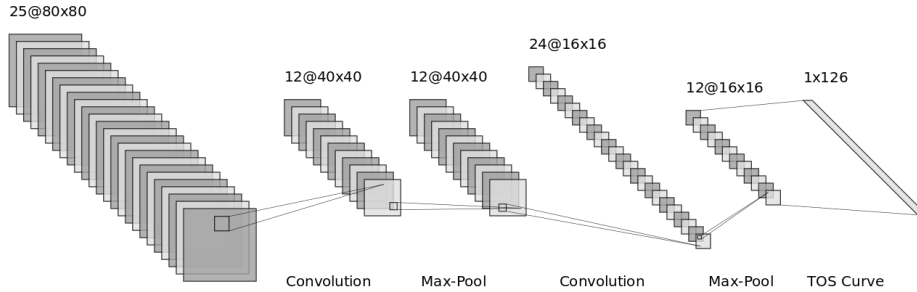 25@80x80
12@40x40
12@40x40
24@16x16
12@16x16
1x126
Convolution
Max-Pool
Convolution
Max-Pool
TOS Curve